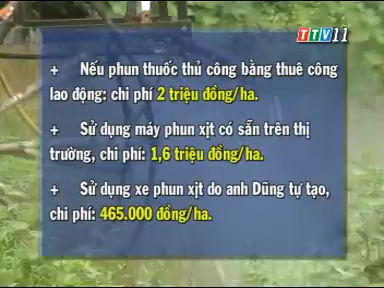 TTV11
+ Nếu phun thuốc thủ công bằng thuê công
lao động: chi phí 2 triệu đồng/ha.
+ Sử dụng máy phun xịt có sẵn trên thị
trường, chi phí: 1,6 triệu đồng/ha.
+ Sử dụng xe phun xịt do anh Dũng tự tạo,
chi phí: 465.000 đồng/ha.